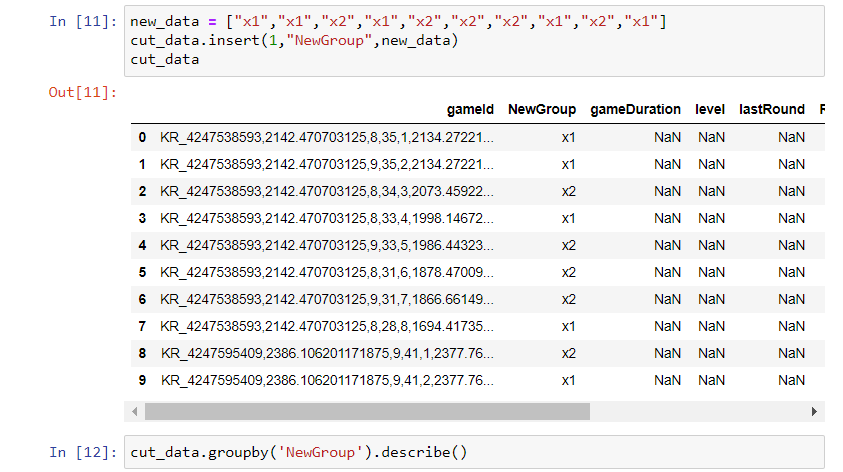 In [11]: new_data = ["x1","x1","x2","x1","x2","x2","x2","x1","x2","x1"]
cut_data.insert(1,"NewGroup",new_data)
cut_data
Out[11]:
gameId NewGroup gameDuration level lastRound
0 KR_4247538593,2142.470703125,8,35,1,2134.27221... x1 NaN NaN NaN
1 KR_4247538593,2142.470703125,9,35,2,2134.27221... x1 NaN NaN NaN
2 KR_4247538593,2142.470703125,8,34,3,2073.45922... x2 NaN NaN NaN
3 KR_4247538593,2142.470703125,8,33,4,1998.14672... x1 NaN NaN NaN
4 KR_4247538593,2142.470703125,9,33,5,1986.44323... x2 NaN NaN NaN
5 KR_4247538593,2142.470703125,8,31,6,1878.47009... x2 NaN NaN NaN
6 KR_4247538593,2142.470703125,9,31,7,1866.66149... x2 NaN NaN NaN
7 KR_4247538593,2142.470703125,8,28,8,1694.41735... x1 NaN NaN NaN
8 KR_4247595409,2386.106201171875,9,41,1,2377.76... x2 NaN NaN NaN
9 KR_4247595409,2386.106201171875,9,41,2,2377.76... x1 NaN NaN NaN
In [12]: cut_data.groupby('NewGroup').describe()